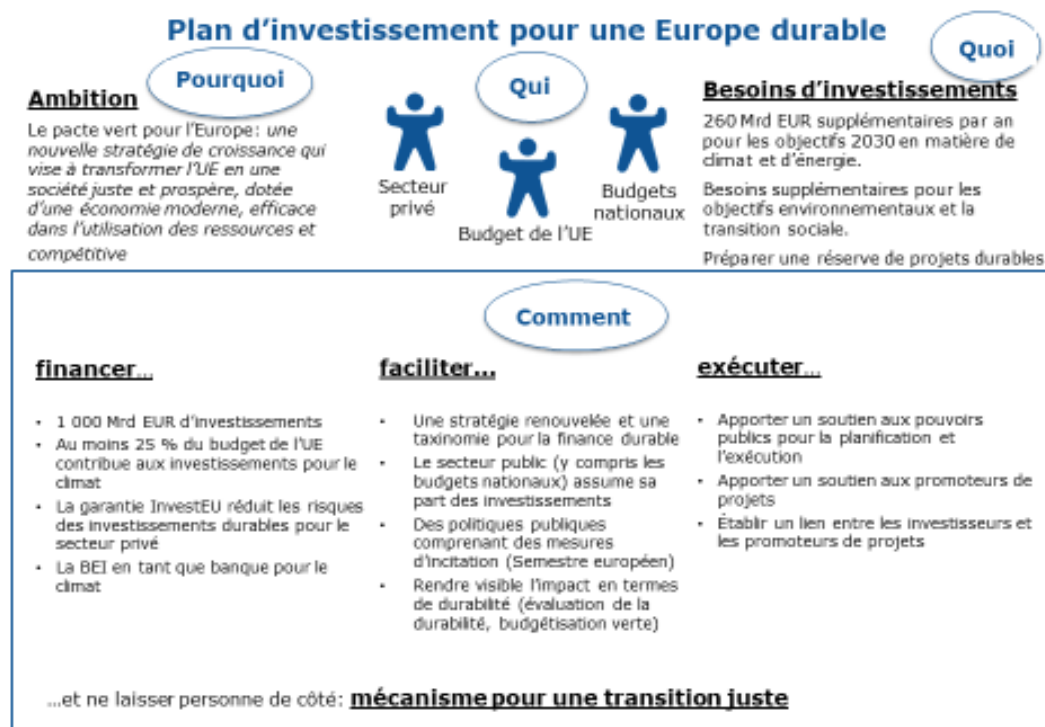 Plan d'investissement pour une Europe durable
Pourquoi
Qui
Quoi
Ambition
Le pacte vert pour l'Europe: une
nouvelle stratégie de croissance qui
vise à transformer l'UE en une
société juste et prospère, dotée
d'une économie moderne, efficace
dans l'utilisation des ressources et
compétitive
Secteur
privé
Budget de l'UE
Budgets
nationaux
Besoins d'investissements
260 Mrd EUR supplémentaires par an
pour les objectifs 2030 en matière de
climat et d'énergie.
Besoins supplémentaires pour les
objectifs environnementaux et la
transition sociale.
Préparer une réserve de projets durables
Comment
financer...
• 1 000 Mrd EUR d'investissements
• Au moins 25 % du budget de l'UE
contribue aux investissements pour le
climat
• La garantie InvestEU réduit les risques
des investissements durables pour le
secteur privé
• La BEI en tant que banque pour le
climat
faciliter...
• Une stratégie renouvelée et une
taxinomie pour la finance durable
• Le secteur public (y compris les
budgets nationaux) assume sa
part des investissements
• Des politiques publiques
comprenant des mesures
d'incitation (Semestre européen)
• Rendre visible l'impact en termes
de durabilité (évaluation de la
durabilité, budgétisation verte)
exécuter...
• Apporter un soutien aux pouvoirs
publics pour la planification et
l'exécution
• Apporter un soutien aux promoteurs de
projets
• Établir un lien entre les investisseurs et
les promoteurs de projets
...et ne laisser personne de côté: mécanisme pour une transition juste